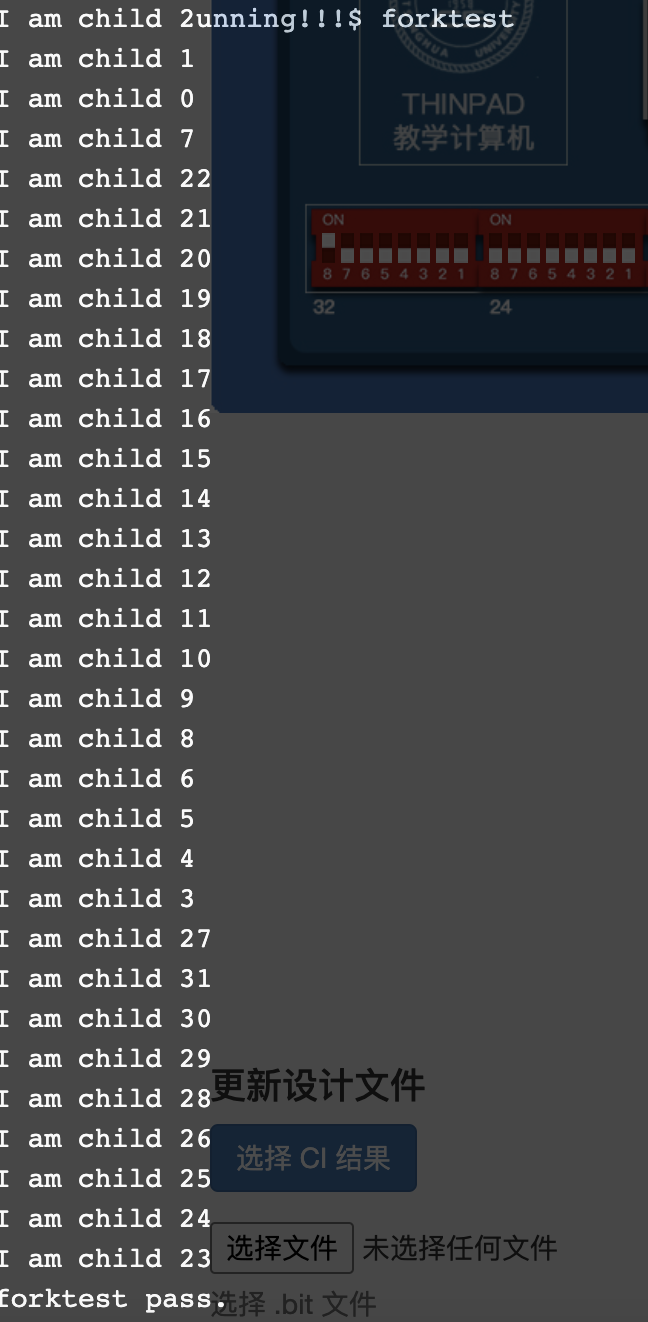 I am child 2unning!!!$ forktest
I am child 1
I am child 0
I am child 7
I am child 22
I am child 21
I am child 20
I am child 19
I am child 18
I am child 17
I am child 16
I am child 15
I am child 14
I am child 13
I am child 12
I am child 11
I am child 10
I am child 9
I am child 8
I am child 6
I am child 5
I am child 4
I am child 3
I am child 27
I am child 31
I am child 30
I am child 29
I am child 28
I am child 26
I am child 25
I am child 24
I am child 23
forktest pass.
UNIVERSITY
THINPAD
教学计算机
ON
ON
8 7 6 5 4 3 2 1
8 7 6 5 4 3 2 1
32
24
更新设计文件
选择 CI 结果
选择文件 未选择任何文件
选择 .bit 文件